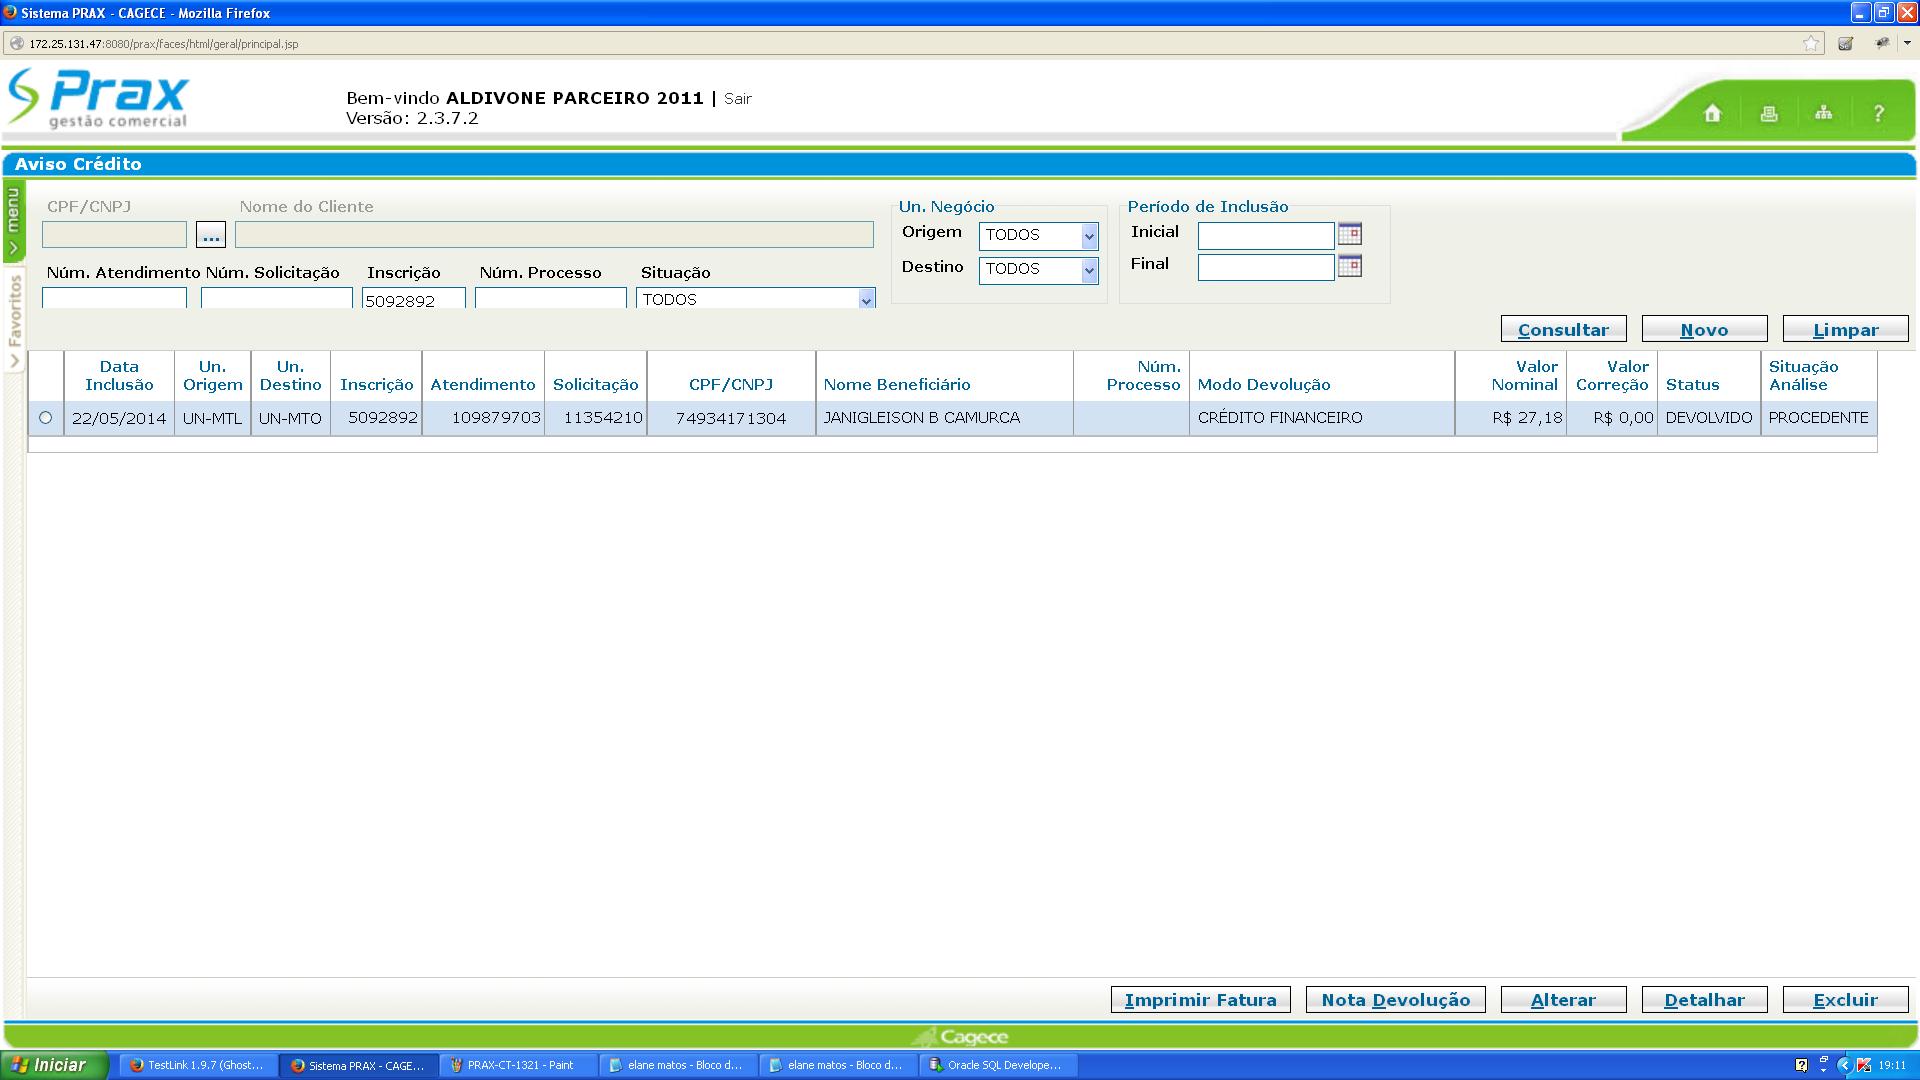 Sistema PRAX - CAGECE - Mozilla Firefox
172.25.131.47:8080/prax/faces/html/geral/principal.jsp
Prax
gestão comercial
Bem-vindo ALDIVONE PARCEIRO 2011 | Sair
Versão: 2.3.7.2
?
Aviso Crédito
menu
Favoritos
CPF/CNPJ Nome do Cliente
...
Núm. Atendimento Núm. Solicitação Inscrição Núm. Processo Situação
5092892 TODOS
Un. Negócio
Origem TODOS
Destino TODOS
Período de Inclusão
Inicial
Final
Consultar Novo Limpar
Data Inclusão Un. Origem Un. Destino Inscrição Atendimento Solicitação CPF/CNPJ Nome Beneficiário Núm. Processo Modo Devolução Valor Nominal Valor Correção Status Situação Análise
22/05/2014 UN-MTL UN-MTO 5092892 109879703 11354210 74934171304 JANIGLEISON B CAMURCA CRÉDITO FINANCEIRO R$ 27,18 R$ 0,00 DEVOLVIDO PROCEDENTE
Imprimir Fatura Nota Devolução Alterar Detalhar Excluir
Cagece
Iniciar TestLink 1.9.7 (Ghost... Sistema PRAX - CAGE... PRAX-CT-1321 - Paint elane matos - Bloco d... elane matos - Bloco d... Oracle SQL Develope... 19:11